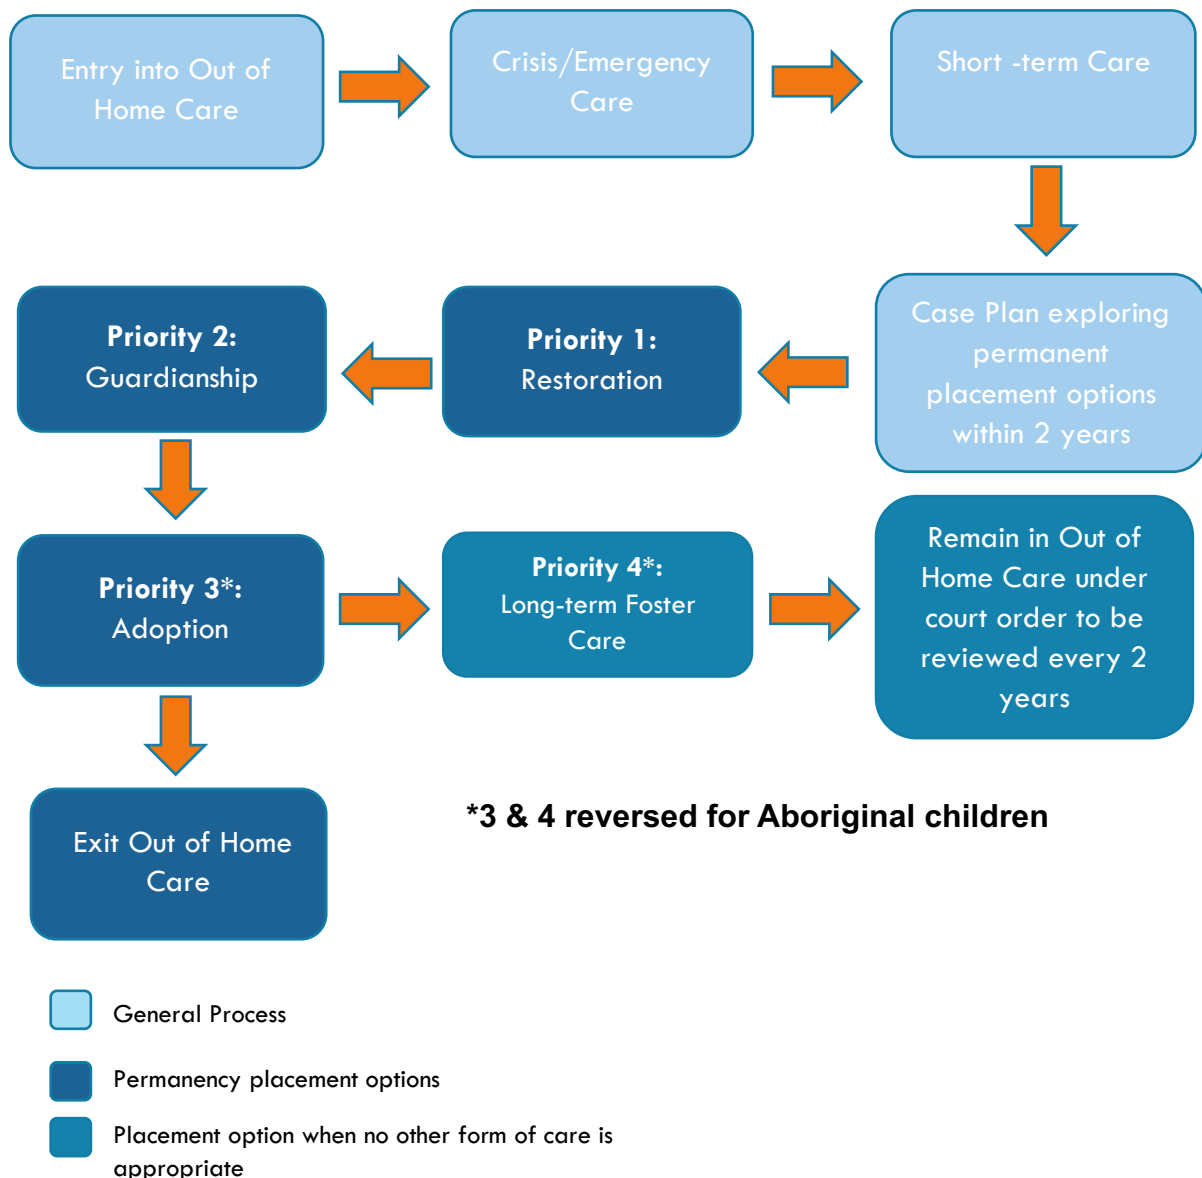 Entry into Out of
Home Care
Crisis/Emergency
Care
Short -term Care
Case Plan exploring
permanent
placement options
within 2 years
Priority 1:
Restoration
Priority 2:
Guardianship
Priority 3*:
Adoption
Priority 4*:
Long-term Foster
Care
Remain in Out of
Home Care under
court order to be
reviewed every 2
years
Exit Out of Home
Care
*3 & 4 reversed for Aboriginal children
General Process
Permanency placement options
Placement option when no other form of care is
appropriate